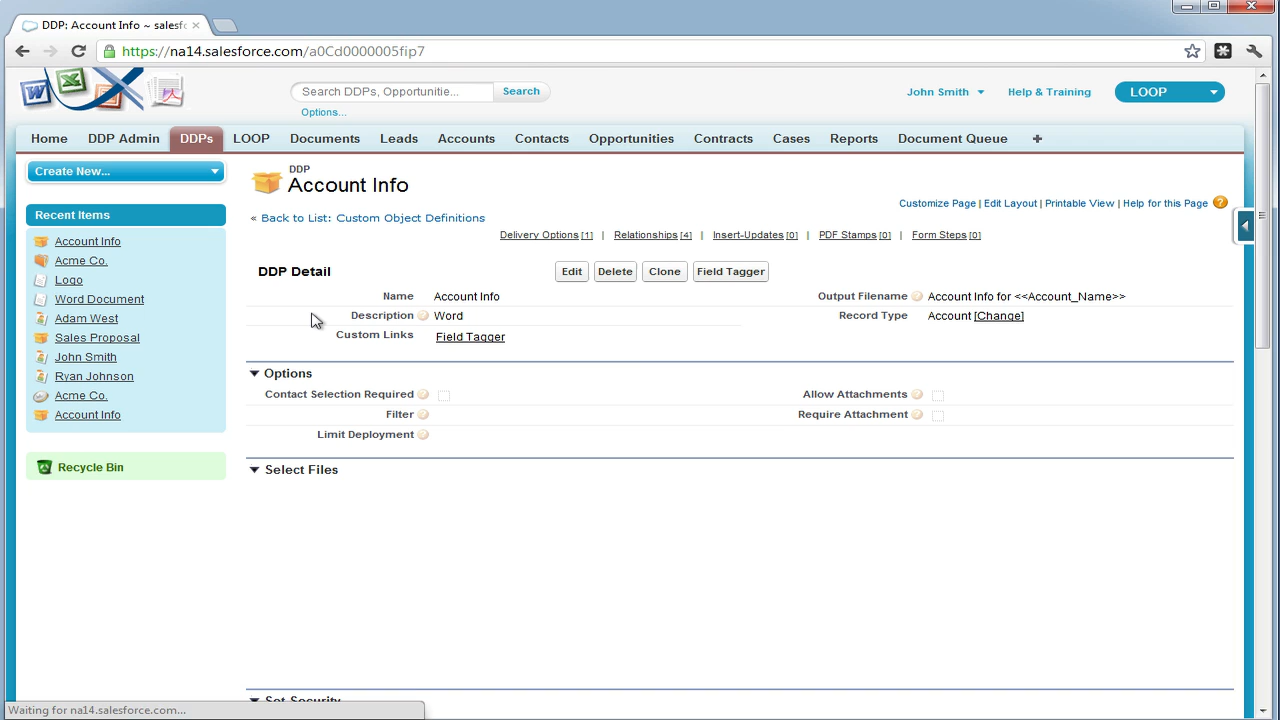 DDP: Account Info ~ salesfo
https://na14.salesforce.com/a0Cd0000005fip7
Search DDPs, Opportunitie...
Search
Options...
John Smith
Help & Training
LOOP
Home
DDP Admin
DDPs
LOOP
Documents
Leads
Accounts
Contacts
Opportunities
Contracts
Cases
Reports
Document Queue
+
Create New...
Recent Items
Account Info
Acme Co.
Logo
Word Document
Adam West
Sales Proposal
John Smith
Ryan Johnson
Acme Co.
Account Info
Recycle Bin
DDP
Account Info
Customize Page | Edit Layout | Printable View | Help for this Page ?
« Back to List: Custom Object Definitions
Delivery Options [1] | Relationships [4] | Insert-Updates [0] | PDF Stamps [0] | Form Steps [0]
DDP Detail
Edit
Delete
Clone
Field Tagger
Name Account Info
Output Filename Account Info for <<Account_Name>>
Description Word
Record Type Account [Change]
Custom Links Field Tagger
Options
Contact Selection Required
Allow Attachments
Filter
Require Attachment
Limit Deployment
Select Files
Set Security
Waiting for na14.salesforce.com...